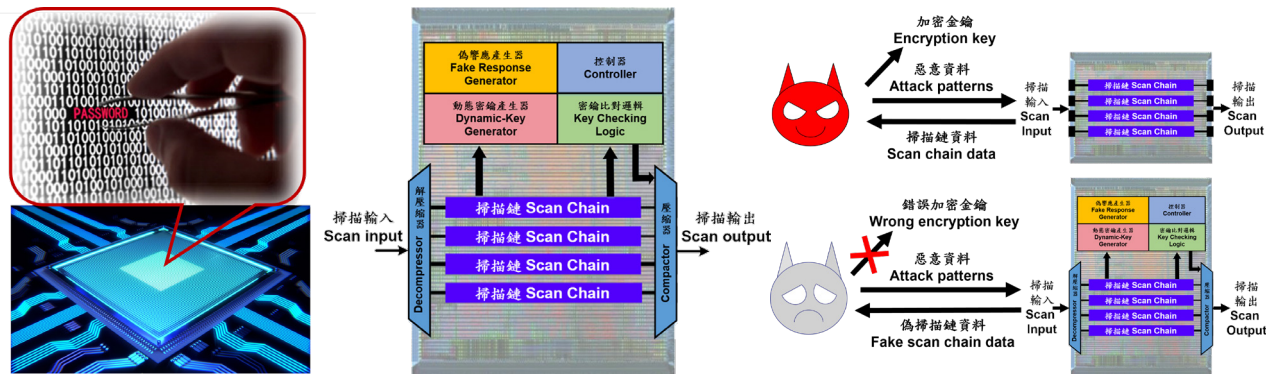 PASSWORD
偽響應產生器
Fake Response
Generator
控制器
Controller
動態密鑰產生器
Dynamic-Key
Generator
密鑰比對邏輯
Key Checking
Logic
掃描輸入
Scan input
解壓縮器
Decompressor
掃描鏈 Scan Chain
掃描鏈 Scan Chain
掃描鏈 Scan Chain
掃描鏈 Scan Chain
壓縮器
Compactor
掃描輸出
Scan output
加密金鑰
Encryption key
惡意資料
Attack patterns
掃描鏈資料
Scan chain data
掃描
輸入
Scan
Input
掃描鏈 Scan Chain
掃描鏈 Scan Chain
掃描鏈 Scan Chain
掃描鏈 Scan Chain
掃描
輸出
Scan
Output
錯誤加密金鑰
Wrong encryption key
惡意資料
Attack patterns
偽掃描鏈資料
Fake scan chain data
掃描
輸入
Scan
Input
偽響應產生器
Fake Response
Generator
控制器
Controller
動態密鑰產生器
Dynamic-Key
Generator
密鑰比對邏輯
Key Checking
Logic
解壓縮器
Decompressor
掃描鏈 Scan Chain
掃描鏈 Scan Chain
掃描鏈 Scan Chain
掃描鏈 Scan Chain
壓縮器
Compactor
掃描
輸出
Scan
Output